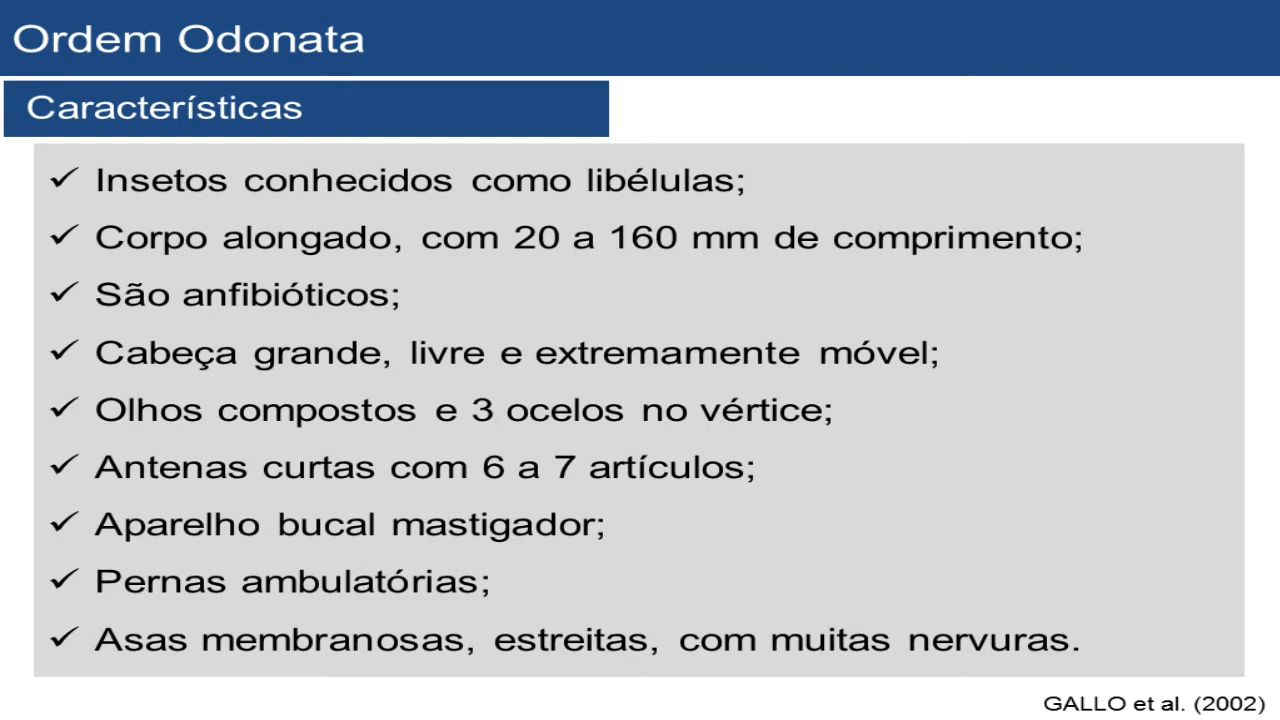 Ordem Odonata
Características
✓ Insetos conhecidos como libélulas;
✓ Corpo alongado, com 20 a 160 mm de comprimento;
✓ São anfibióticos;
✓ Cabeça grande, livre e extremamente móvel;
✓ Olhos compostos e 3 ocelos no vértice;
✓ Antenas curtas com 6 a 7 artículos;
✓ Aparelho bucal mastigador;
✓ Pernas ambulatórias;
✓ Asas membranosas, estreitas, com muitas nervuras.
GALLO et al. (2002)